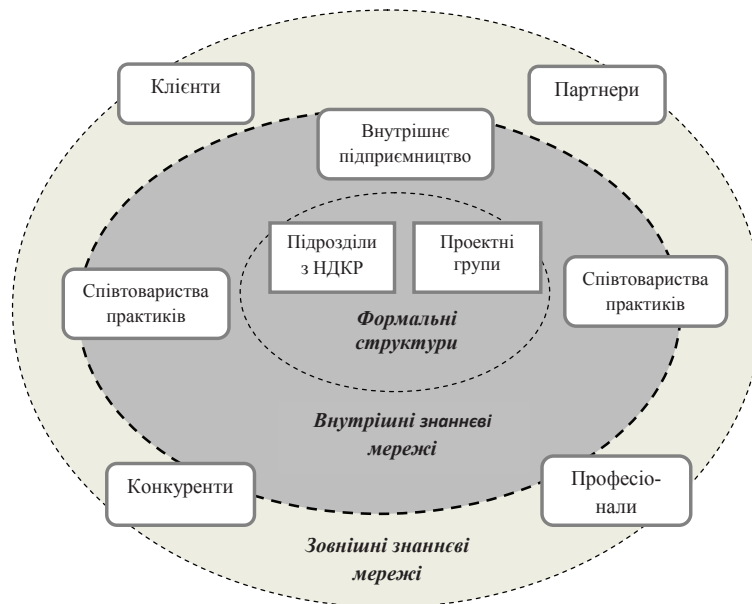 Клієнти
Партнери
Внутрішнє
підприємництво
Підрозділи
з НДКР
Проектні
групи
Співтовариства
практиків
Співтовариства
практиків
Формальні
структури
Внутрішні знаннєві
мережі
Конкуренти
Професіо-
нали
Зовнішні знаннєві
мережі